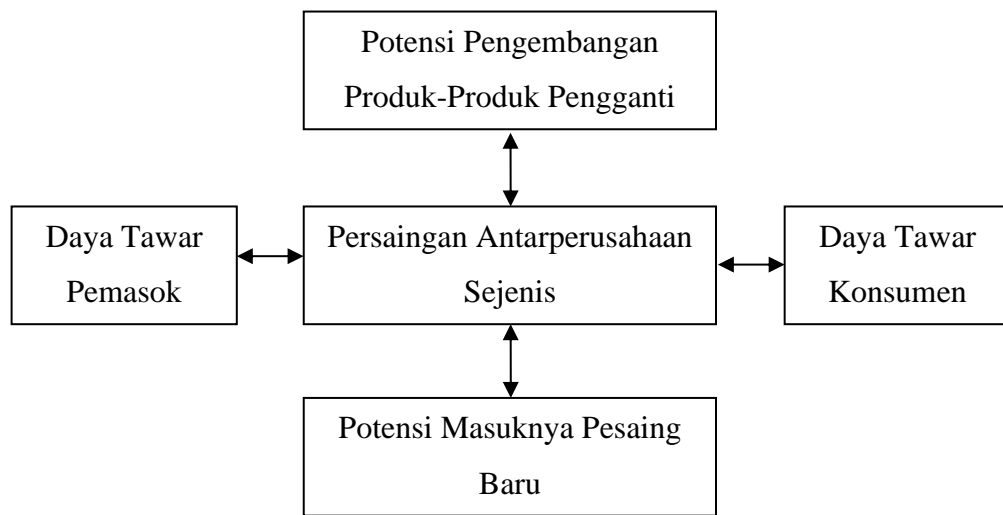 Potensi Pengembangan
Produk-Produk Pengganti
Daya Tawar
Pemasok
Persaingan Antarperusahaan
Sejenis
Daya Tawar
Konsumen
Potensi Masuknya Pesaing
Baru